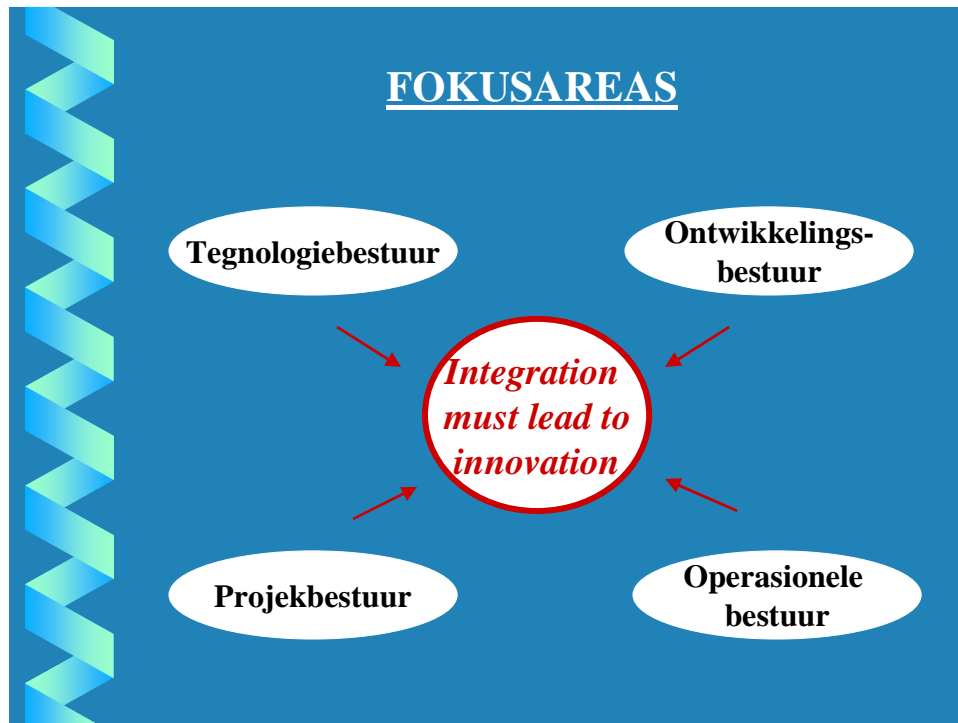 FOKUSAREAS
Tegnologiebestuur
Ontwikkelings-
bestuur
Integration
must lead to
innovation
Projekbestuur
Operasionele
bestuur